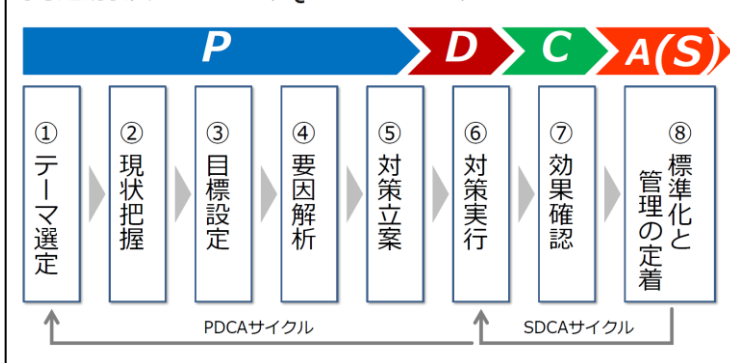 P D C A(S)
① テーマ選定
② 現状把握
③ 目標設定
④ 要因解析
⑤ 対策立案
⑥ 対策実行
⑦ 効果確認
⑧ 標準化と
管理の定着
PDCAサイクル
SDCAサイクル